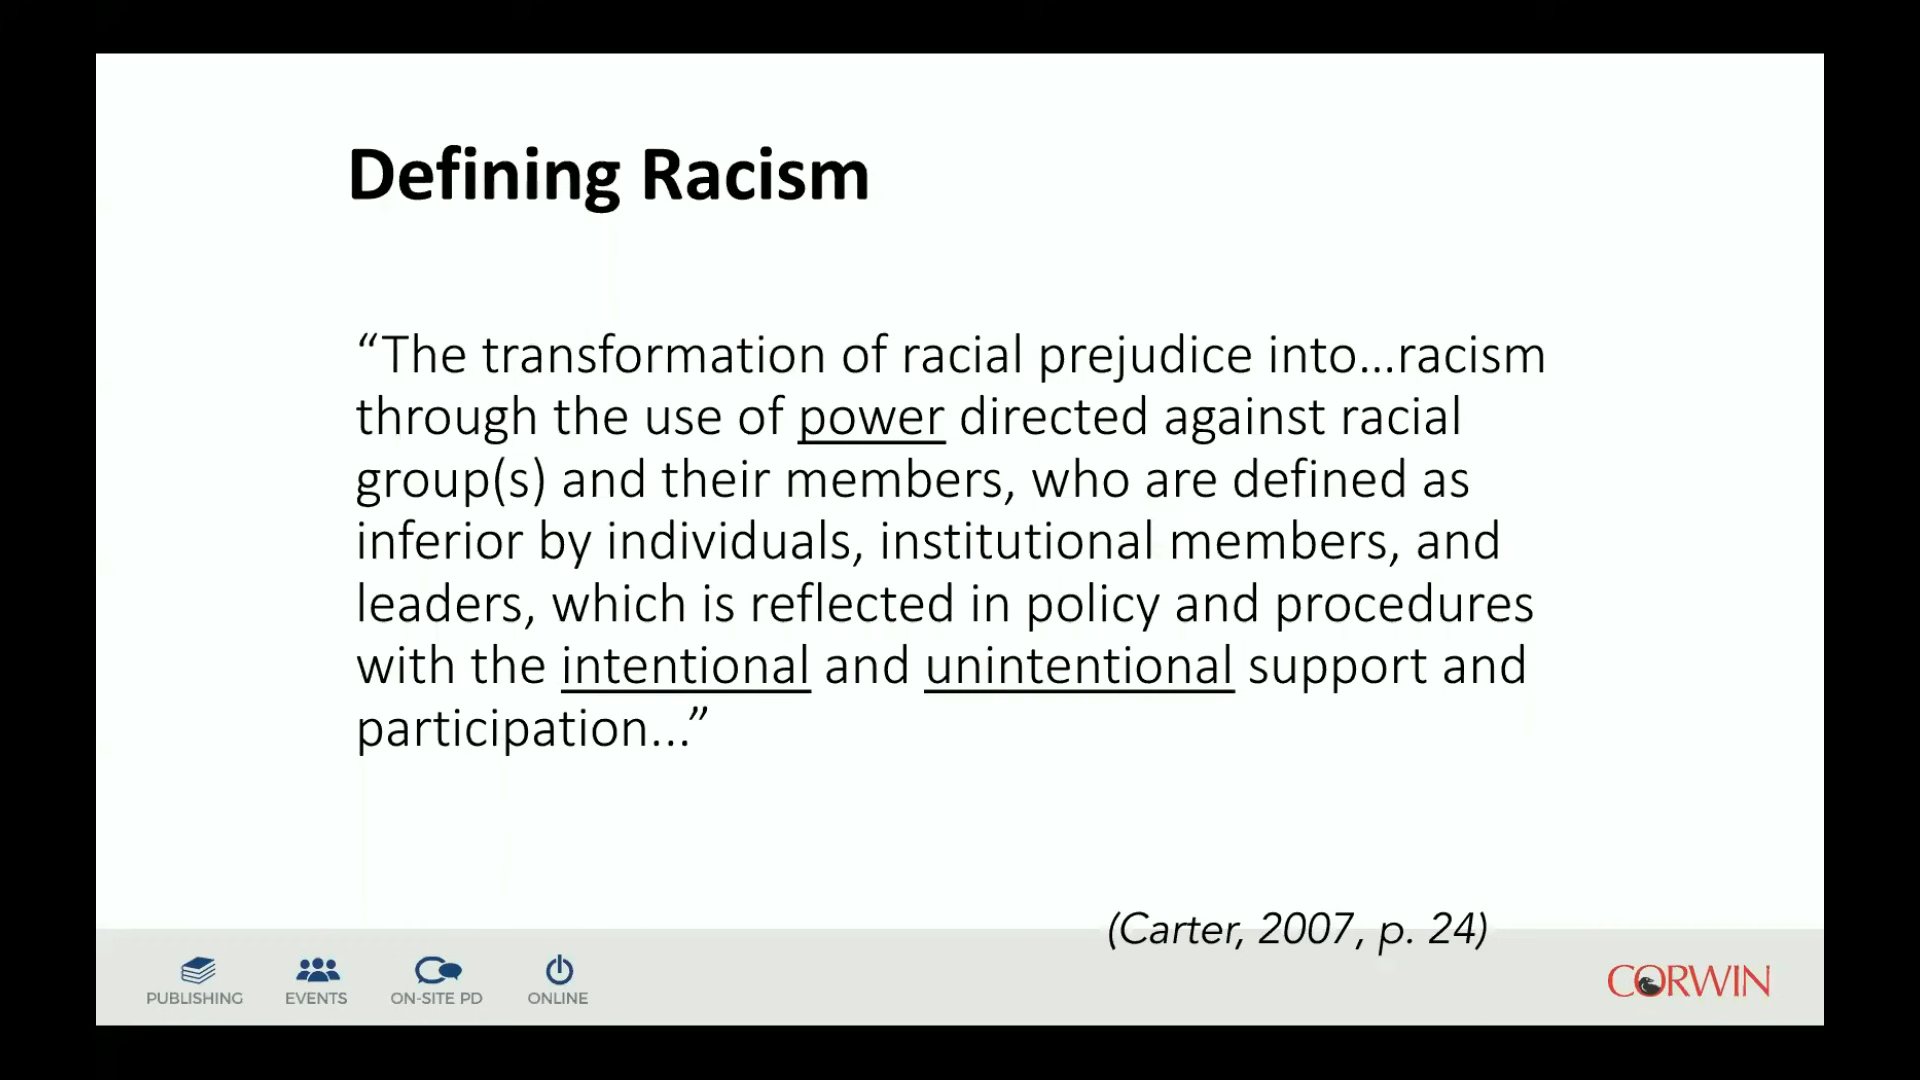 Defining Racism
“The transformation of racial prejudice into...racism
through the use of power directed against racial
group(s) and their members, who are defined as
inferior by individuals, institutional members, and
leaders, which is reflected in policy and procedures
with the intentional and unintentional support and
participation...”
(Carter, 2007, p. 24)
PUBLISHING EVENTS ON-SITE PD ONLINE
CORWIN